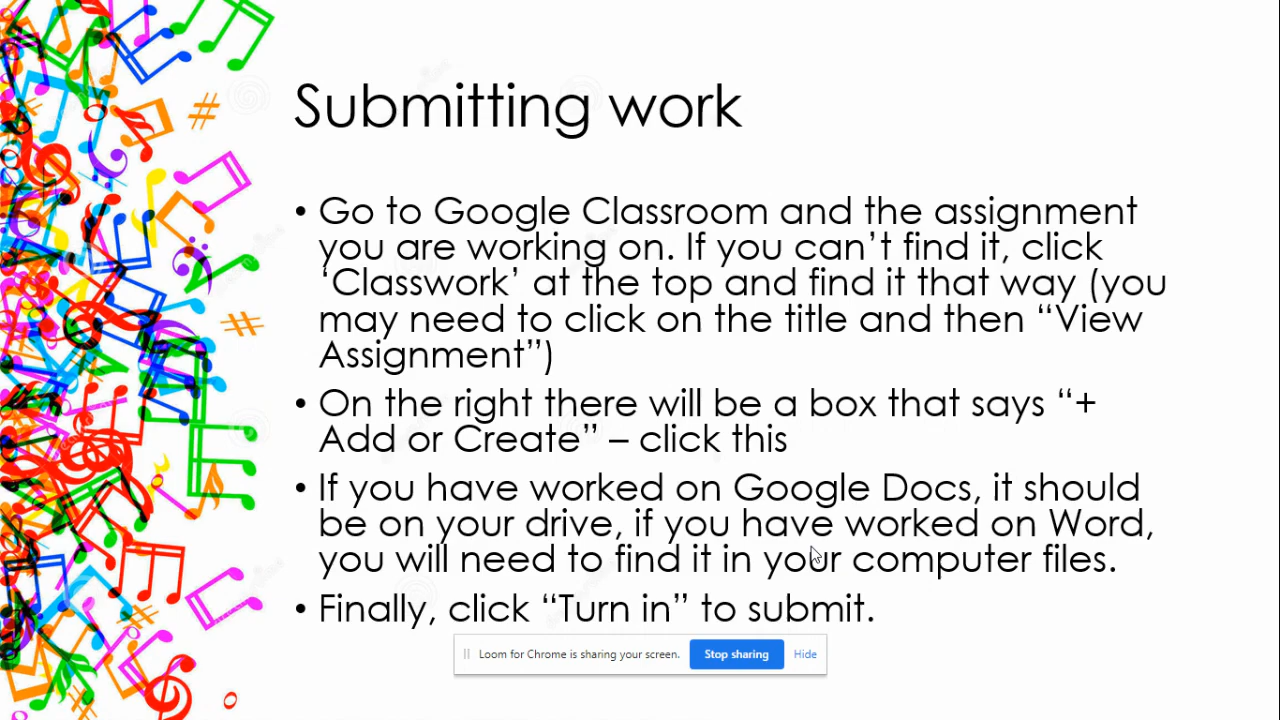 Submitting work
• Go to Google Classroom and the assignment
you are working on. If you can’t find it, click
‘Classwork’ at the top and find it that way (you
may need to click on the title and then “View
Assignment”)
• On the right there will be a box that says “+
Add or Create” – click this
• If you have worked on Google Docs, it should
be on your drive, if you have worked on Word,
you will need to find it in your computer files.
• Finally, click “Turn in” to submit.
Loom for Chrome is sharing your screen. Stop sharing Hide